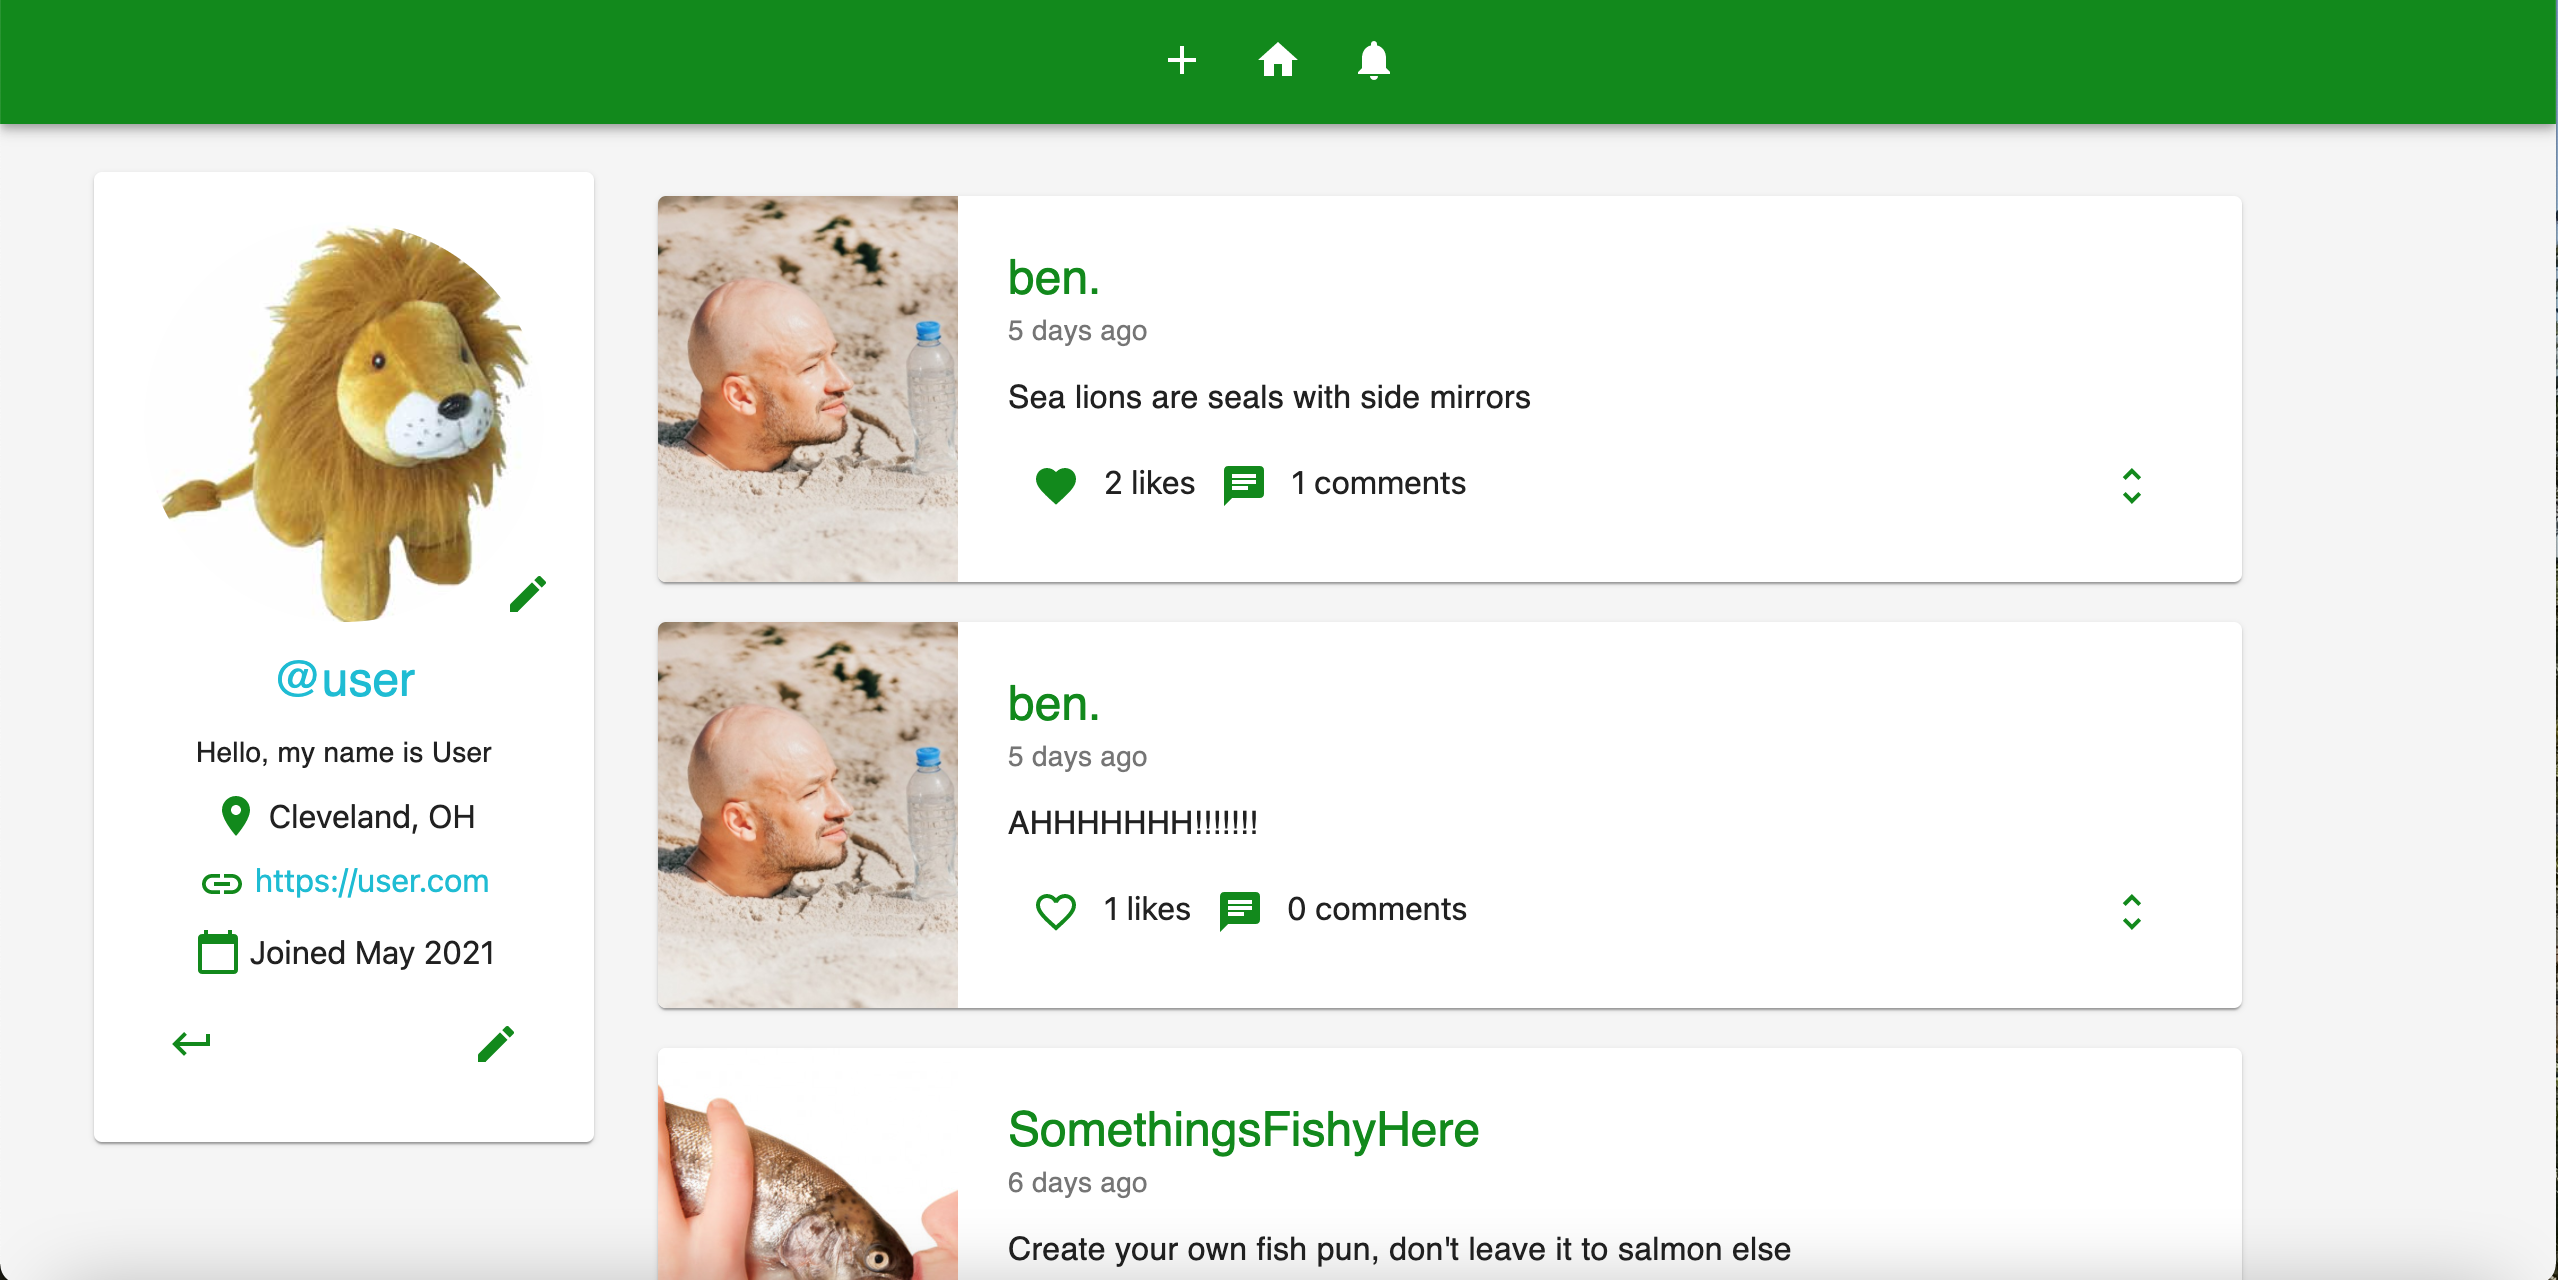 @user
Hello, my name is User
Cleveland, OH
https://user.com
Joined May 2021
ben.
5 days ago
Sea lions are seals with side mirrors
2 likes 1 comments
ben.
5 days ago
AHHHHHHH!!!!!!!
1 likes 0 comments
SomethingsFishyHere
6 days ago
Create your own fish pun, don't leave it to salmon else